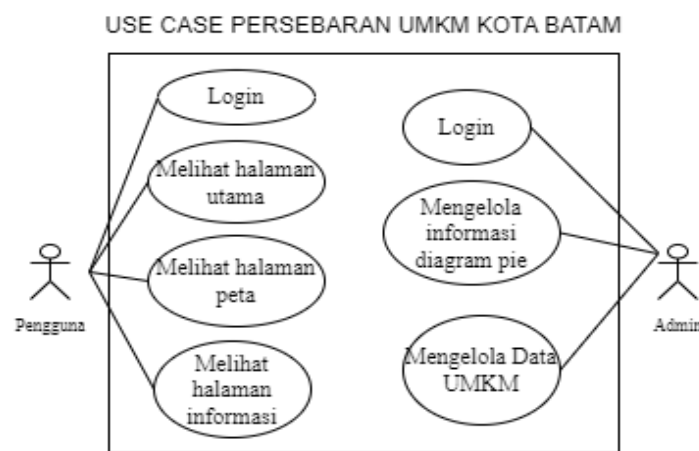 USE CASE PERSEBARAN UMKM KOTA BATAM
Login
Melihat halaman
utama
Melihat halaman
peta
Melihat
halaman
informasi
Login
Mengelola
informasi
diagram pie
Mengelola Data
UMKM
Pengguna
Admin